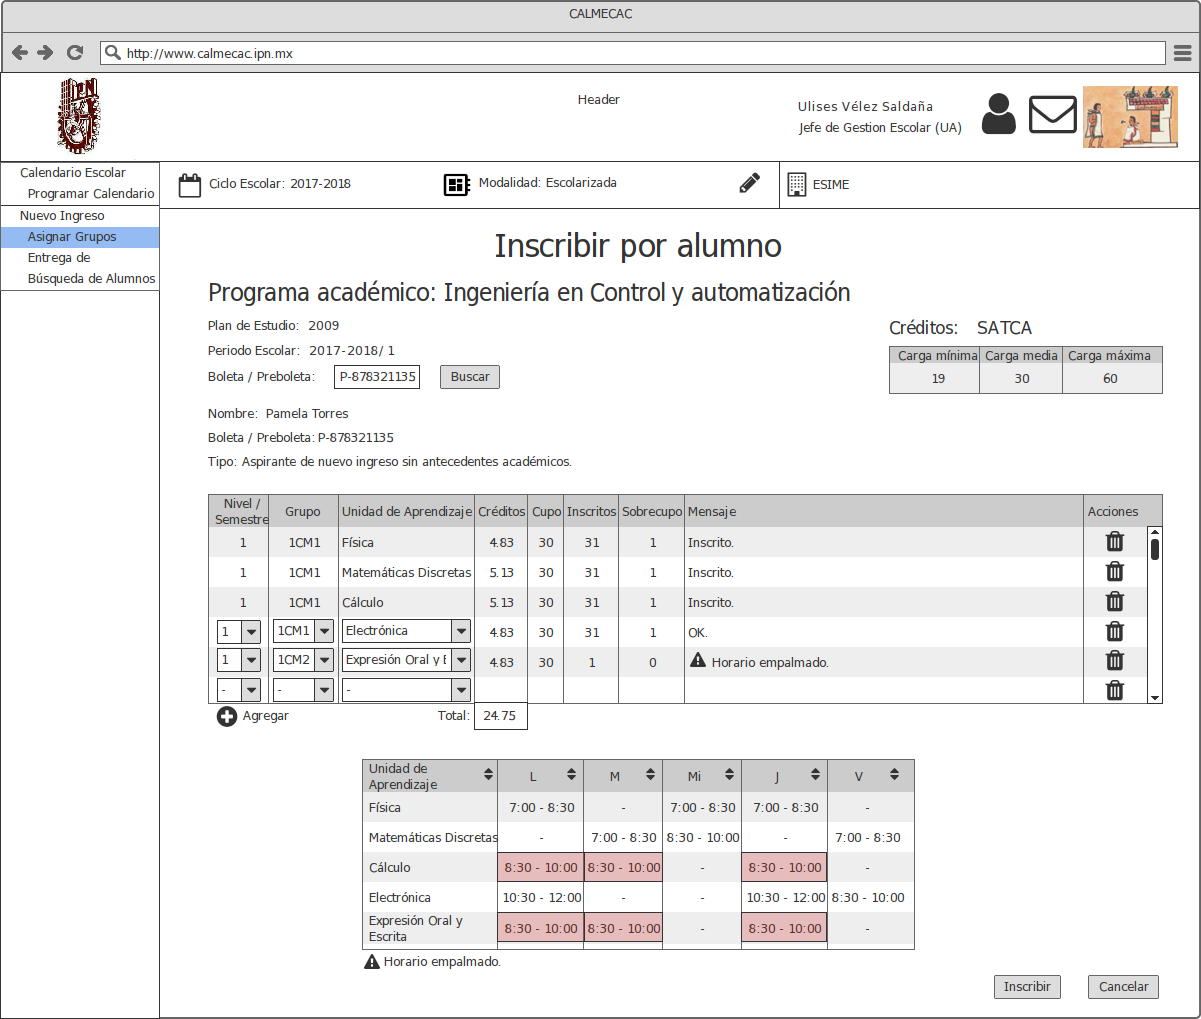 CALMECAC
http://www.calmecac.ipn.mx
Header
Ulises Vélez Saldaña
Jefe de Gestion Escolar (UA)
Calendario Escolar
Programar Calendario
Nuevo Ingreso
Asignar Grupos
Entrega de
Búsqueda de Alumnos
Ciclo Escolar: 2017-2018
Modalidad: Escolarizada
ESIME
Inscribir por alumno
Programa académico: Ingeniería en Control y automatización
Plan de Estudio: 2009
Periodo Escolar: 2017-2018/ 1
Boleta / Preboleta: P-878321135 Buscar
Créditos: SATCA
Carga mínima Carga media Carga máxima
19 30 60
Nombre: Pamela Torres
Boleta / Preboleta: P-878321135
Tipo: Aspirante de nuevo ingreso sin antecedentes académicos.
Nivel / Semestre Grupo Unidad de Aprendizaje Créditos Cupo Inscritos Sobrecupo Mensaje Acciones
1 1CM1 Física 4.83 30 31 1 Inscrito.
1 1CM1 Matemáticas Discretas 5.13 30 31 1 Inscrito.
1 1CM1 Cálculo 5.13 30 31 1 Inscrito.
1 1CM1 Electrónica 4.83 30 31 1 OK.
1 1CM2 Expresión Oral y E 4.83 30 1 0 Horario empalmado.
- - -
Agregar Total: 24.75
Unidad de Aprendizaje L M Mi J V
Física 7:00 - 8:30 - 7:00 - 8:30 7:00 - 8:30 -
Matemáticas Discretas - 7:00 - 8:30 8:30 - 10:00 - 7:00 - 8:30
Cálculo 8:30 - 10:00 8:30 - 10:00 - 8:30 - 10:00 -
Electrónica 10:30 - 12:00 - - 10:30 - 12:00 8:30 - 10:00
Expresión Oral y Escrita 8:30 - 10:00 8:30 - 10:00 - 8:30 - 10:00 -
Horario empalmado.
Inscribir Cancelar